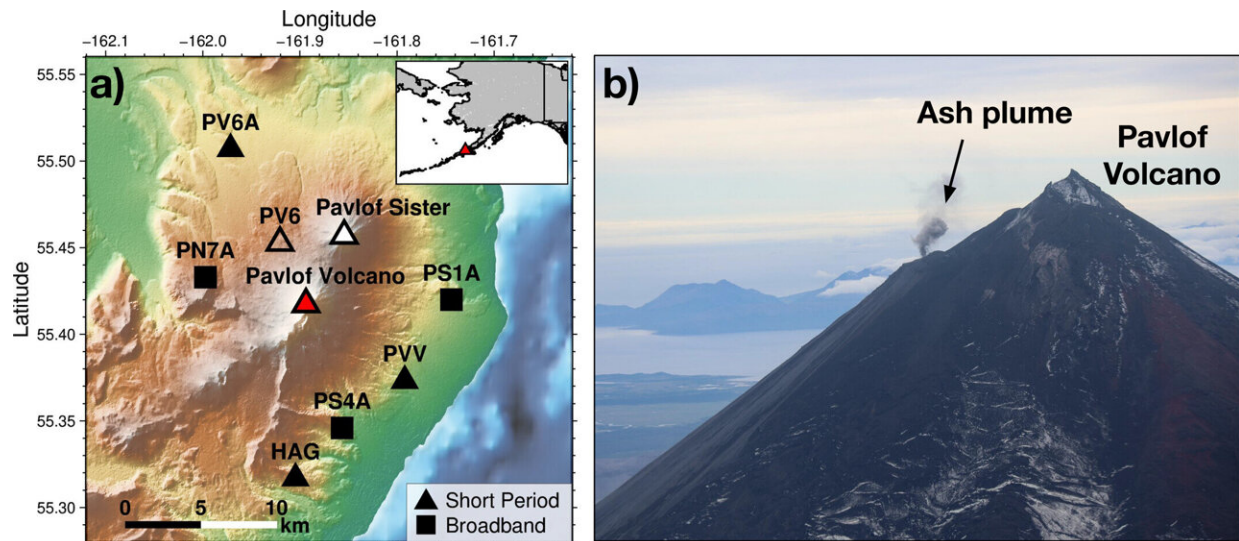 Longitude
-162.1 -162.0 -161.9 -161.8 -161.7
Latitude
55.55
55.50
55.45
55.40
55.35
55.30
a)
PV6A
PV6
Pavlof Sister
PN7A
Pavlof Volcano
PS1A
PVV
PS4A
HAG
0 5 10
km
Short Period
Broadband
b)
Ash plume
Pavlof
Volcano